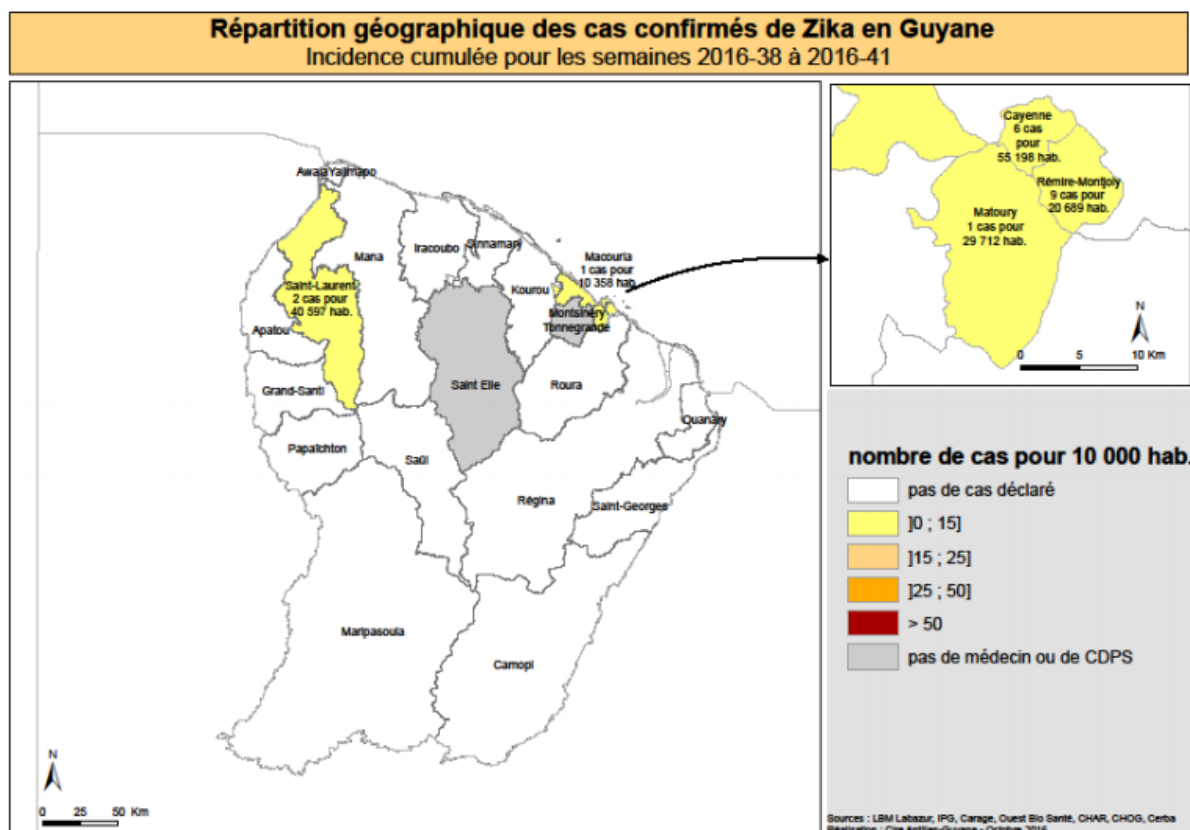 Répartition géographique des cas confirmés de Zika en Guyane
Incidence cumulée pour les semaines 2016-38 à 2016-41
Awala Yalimapo
Mana
Iracoubo
Sinnamary
Macouria
1 cas pour
10 358 hab.
Kourou
Saint-Laurent
2 cas pour
40 597 hab.
Montsinéry
Tonnegrande
Apatou
Grand-Santi
Saint Elie
Roura
Papaïchton
Saül
Ouanary
Régina
Saint-Georges
Maripasoula
Camopi
N
0 25 50 Km
Cayenne
6 cas
pour
55 198 hab.
Rémire-Montjoly
9 cas pour
20 689 hab.
Matoury
1 cas pour
29 712 hab.
N
0 5 10 Km
nombre de cas pour 10 000 hab.
pas de cas déclaré
]0 ; 15]
]15 ; 25]
]25 ; 50]
> 50
pas de médecin ou de CDPS
Sources : LBM Labazur, IPG, Carage, Ouest Bio Santé, CHAR, CHOG, Cerba
Réalisation : Cire Antilles-Guyane - Octobre 2016